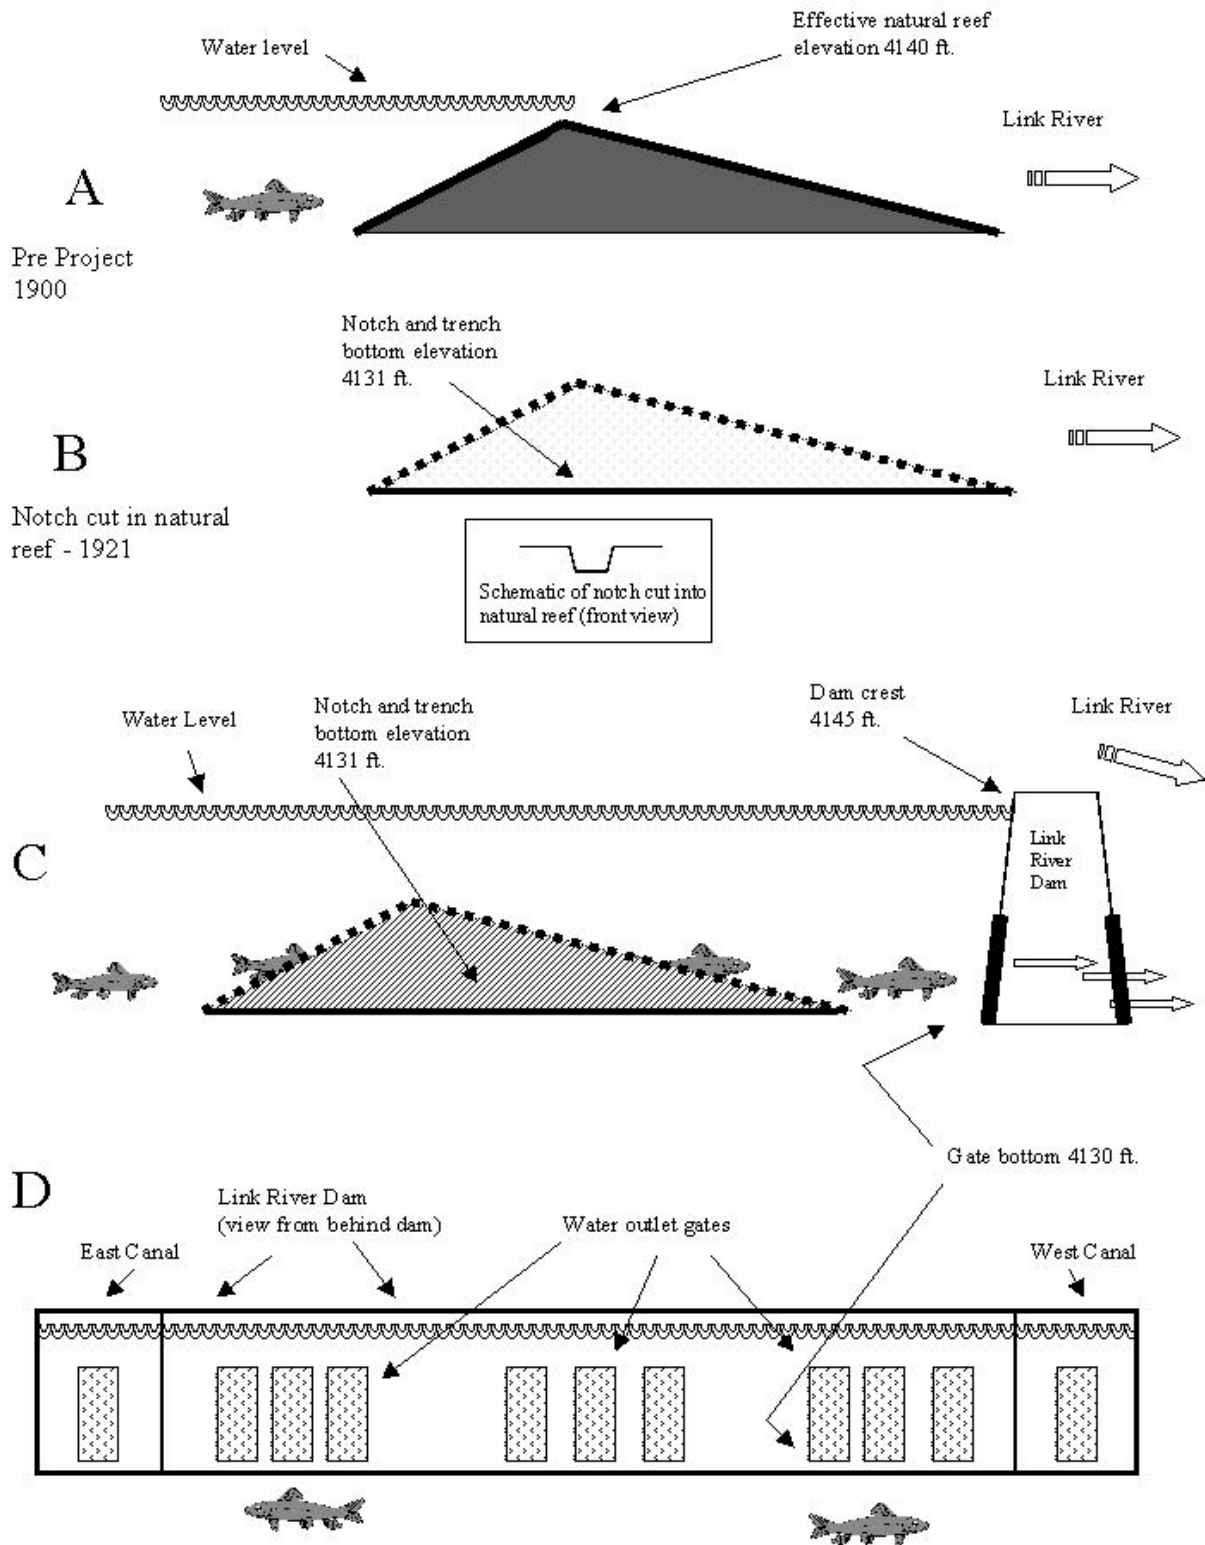 Effective natural reef
elevation 4140 ft.
Water level
Link River
A
Pre Project
1900
Notch and trench
bottom elevation
4131 ft.
Link River
B
Notch cut in natural
reef - 1921
Schematic of notch cut into
natural reef (front view)
Dam crest
4145 ft.
Link River
Notch and trench
bottom elevation
4131 ft.
Water Level
C
Link
River
Dam
Gate bottom 4130 ft.
D
Link River Dam
(view from behind dam)
Water outlet gates
East Canal
West Canal